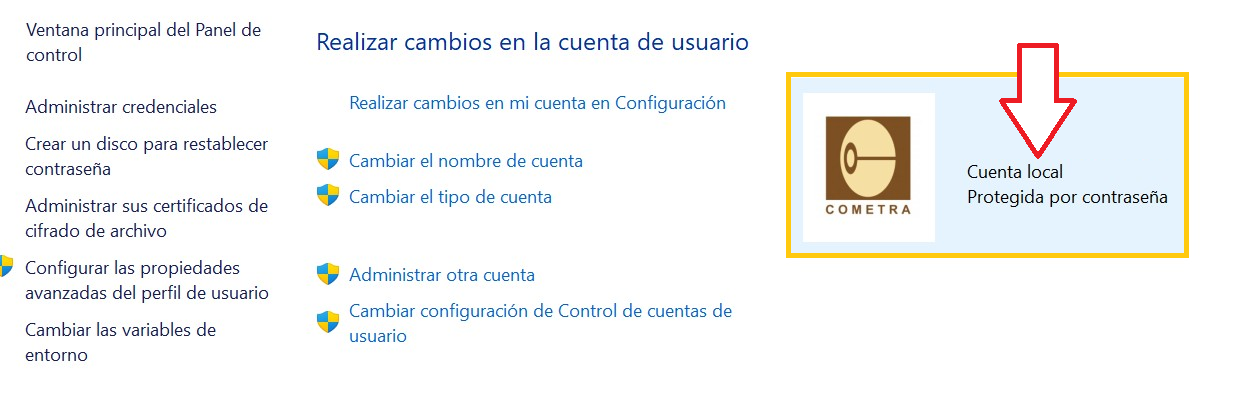 Ventana principal del Panel de
control
Administrar credenciales
Crear un disco para restablecer
contraseña
Administrar sus certificados de
cifrado de archivo
Configurar las propiedades
avanzadas del perfil de usuario
Cambiar las variables de
entorno
Realizar cambios en la cuenta de usuario
Realizar cambios en mi cuenta en Configuración
Cambiar el nombre de cuenta
Cambiar el tipo de cuenta
Administrar otra cuenta
Cambiar configuración de Control de cuentas de
usuario
COMETRA
Cuenta local
Protegida por contraseña